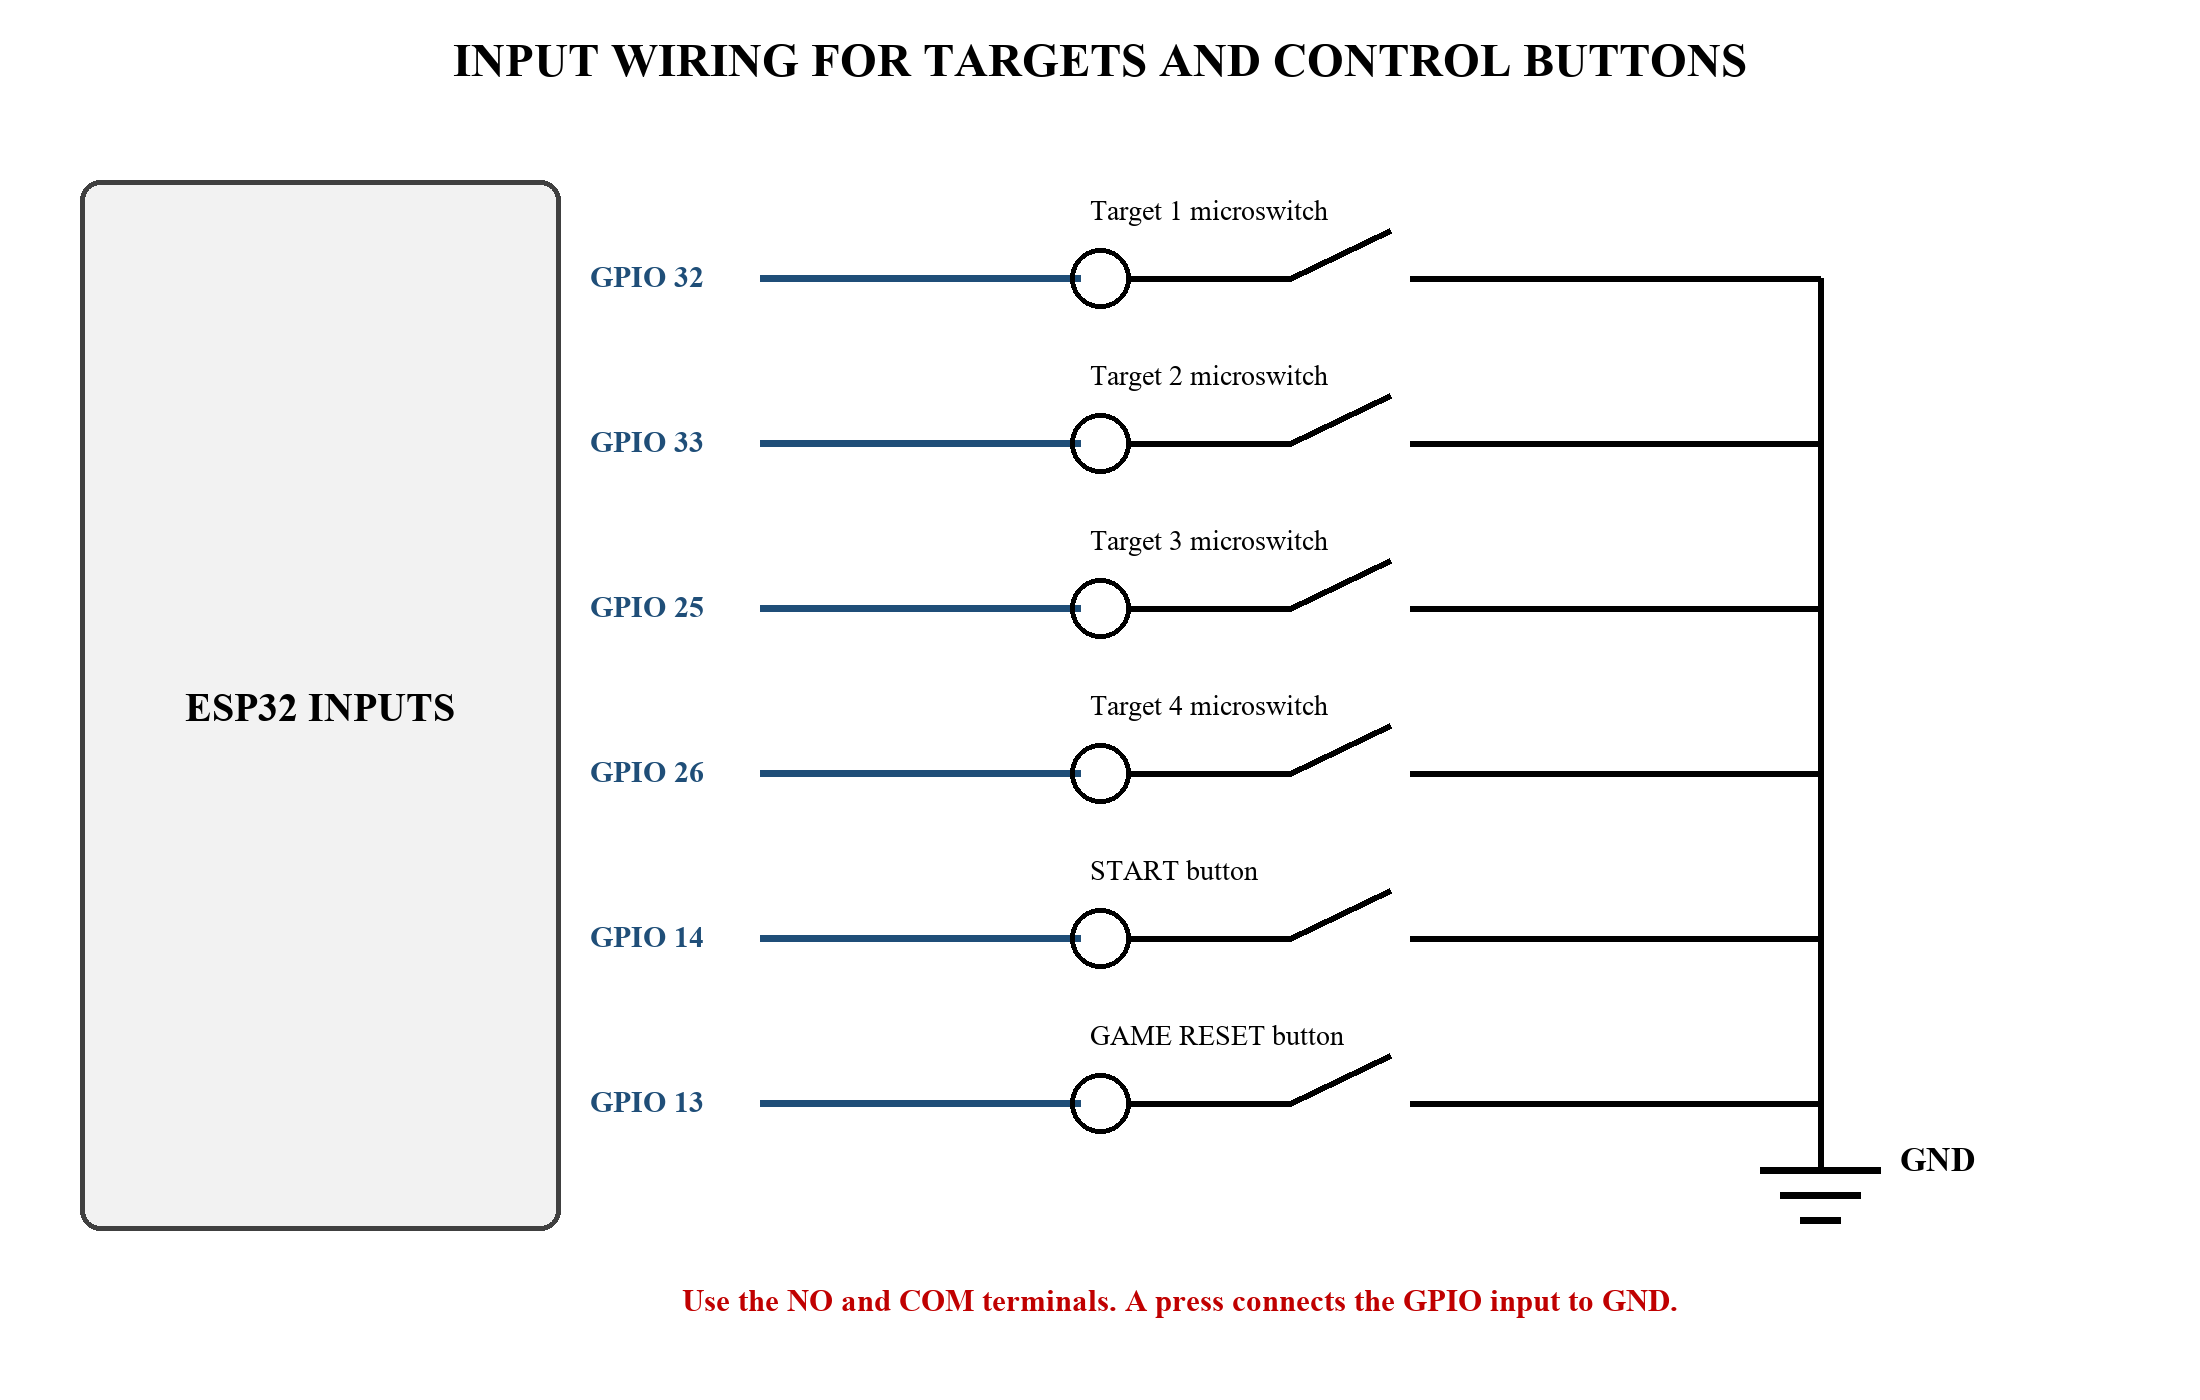 INPUT WIRING FOR TARGETS AND CONTROL BUTTONS
Target 1 microswitch
GPIO 32
Target 2 microswitch
GPIO 33
Target 3 microswitch
GPIO 25
ESP32 INPUTS
Target 4 microswitch
GPIO 26
START button
GPIO 14
GAME RESET button
GPIO 13
GND
Use the NO and COM terminals. A press connects the GPIO input to GND.